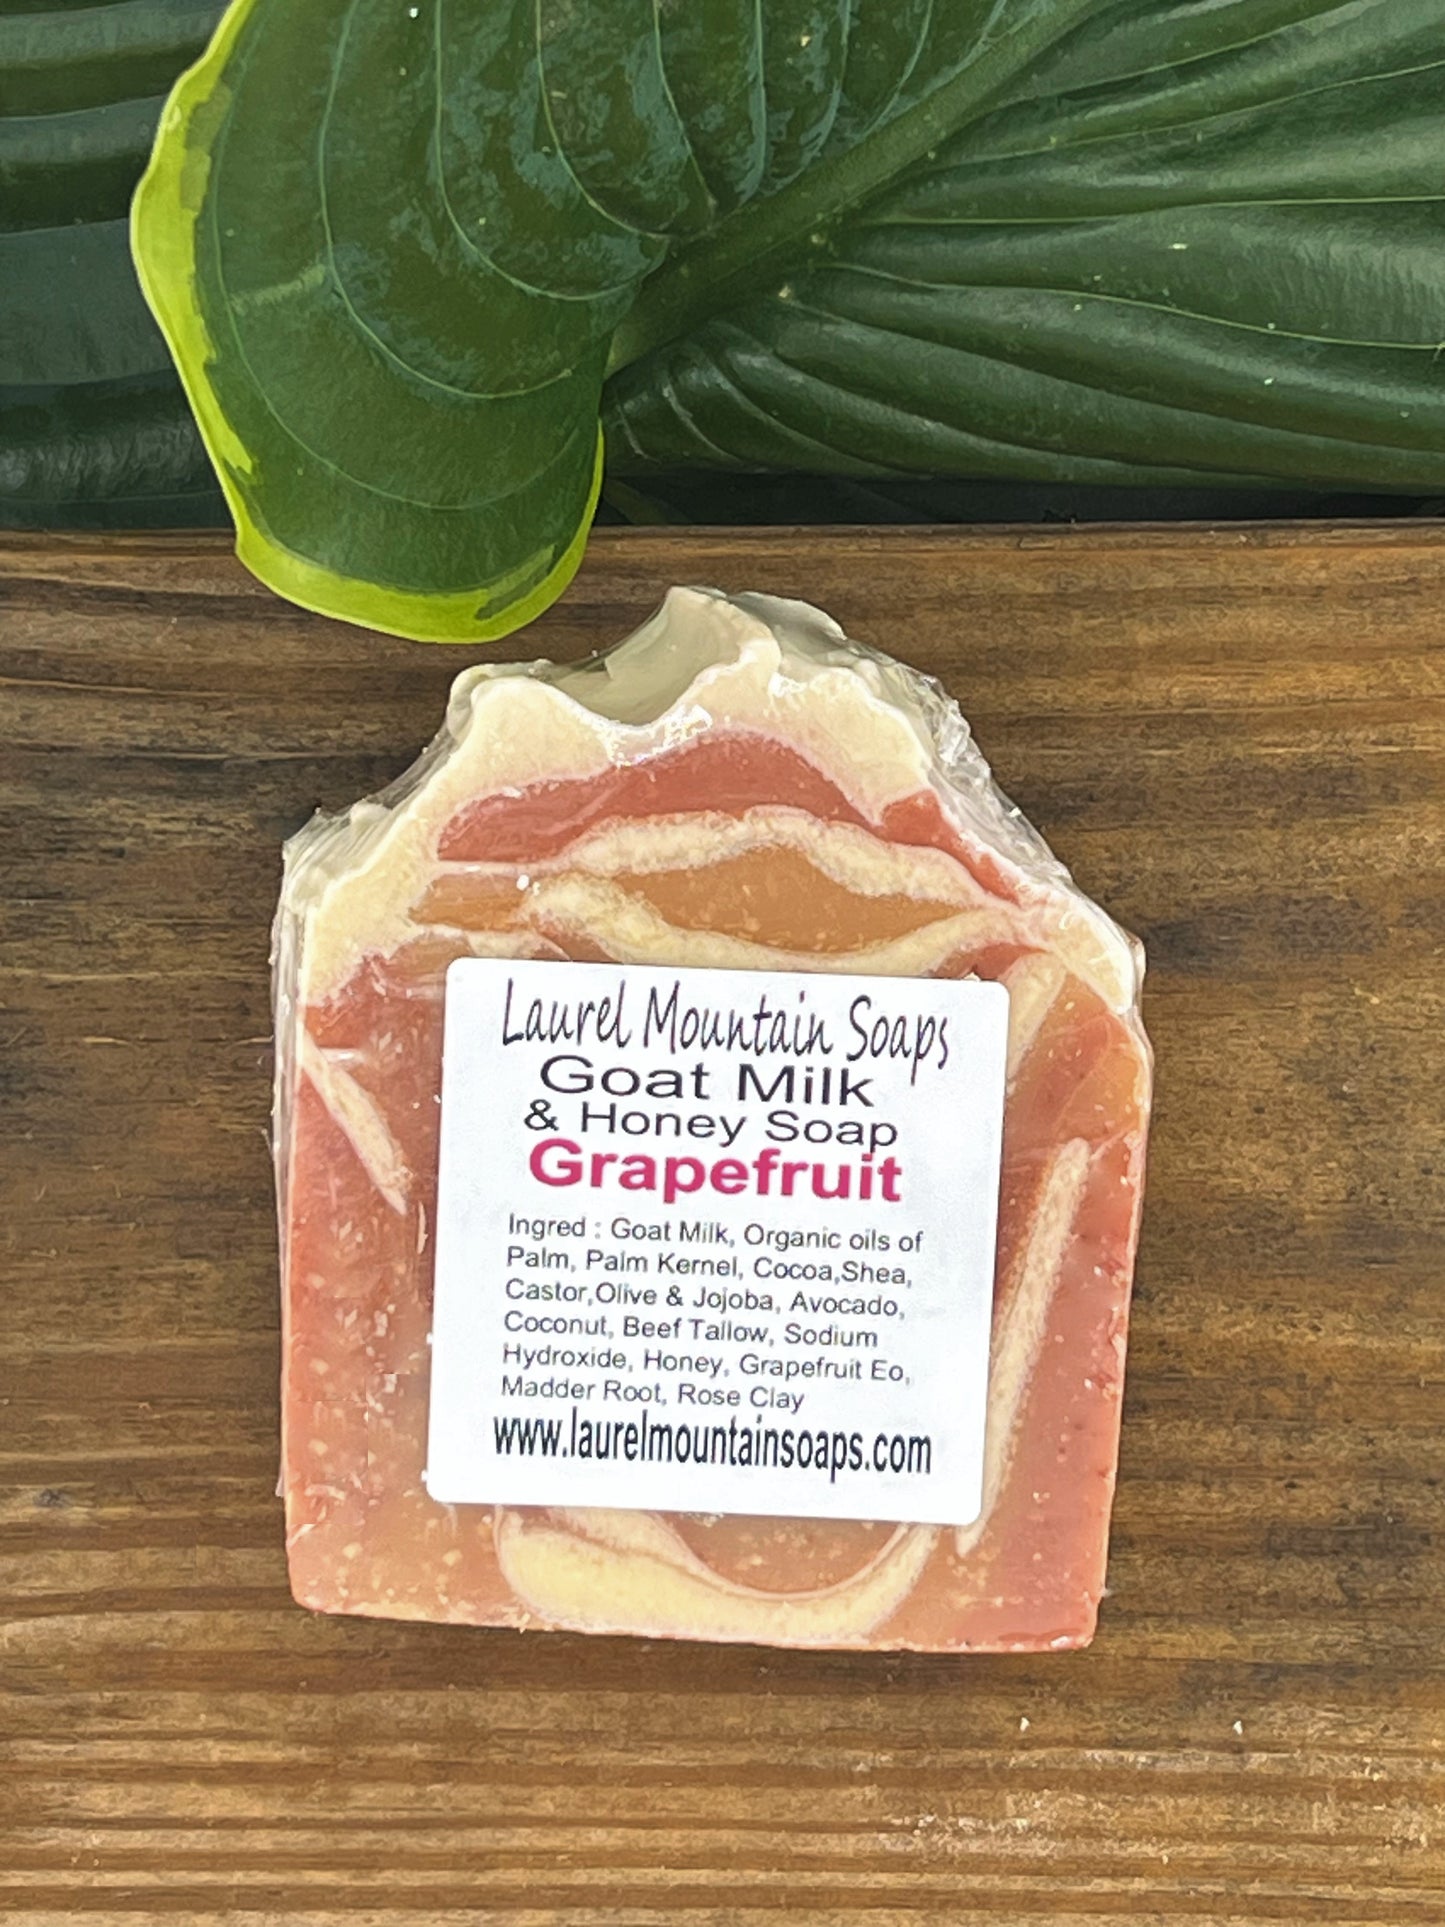 Laurel Mountain Soaps
Goat Milk
& Honey Soap
Grapefruit
Ingred : Goat Milk, Organic oils of
Palm, Palm Kernel, Cocoa,Shea,
Castor,Olive & Jojoba, Avocado,
Coconut, Beef Tallow, Sodium
Hydroxide, Honey, Grapefruit Eo,
Madder Root, Rose Clay
www.laurelmountainsoaps.com